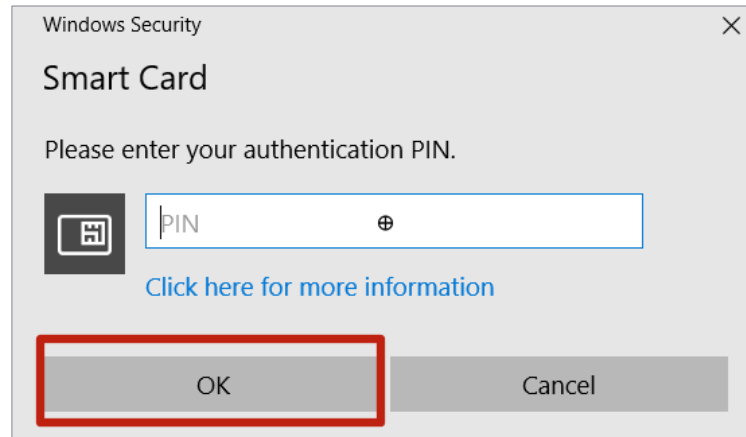 Windows Security
Smart Card
Please enter your authentication PIN.
PIN
Click here for more information
OK
Cancel